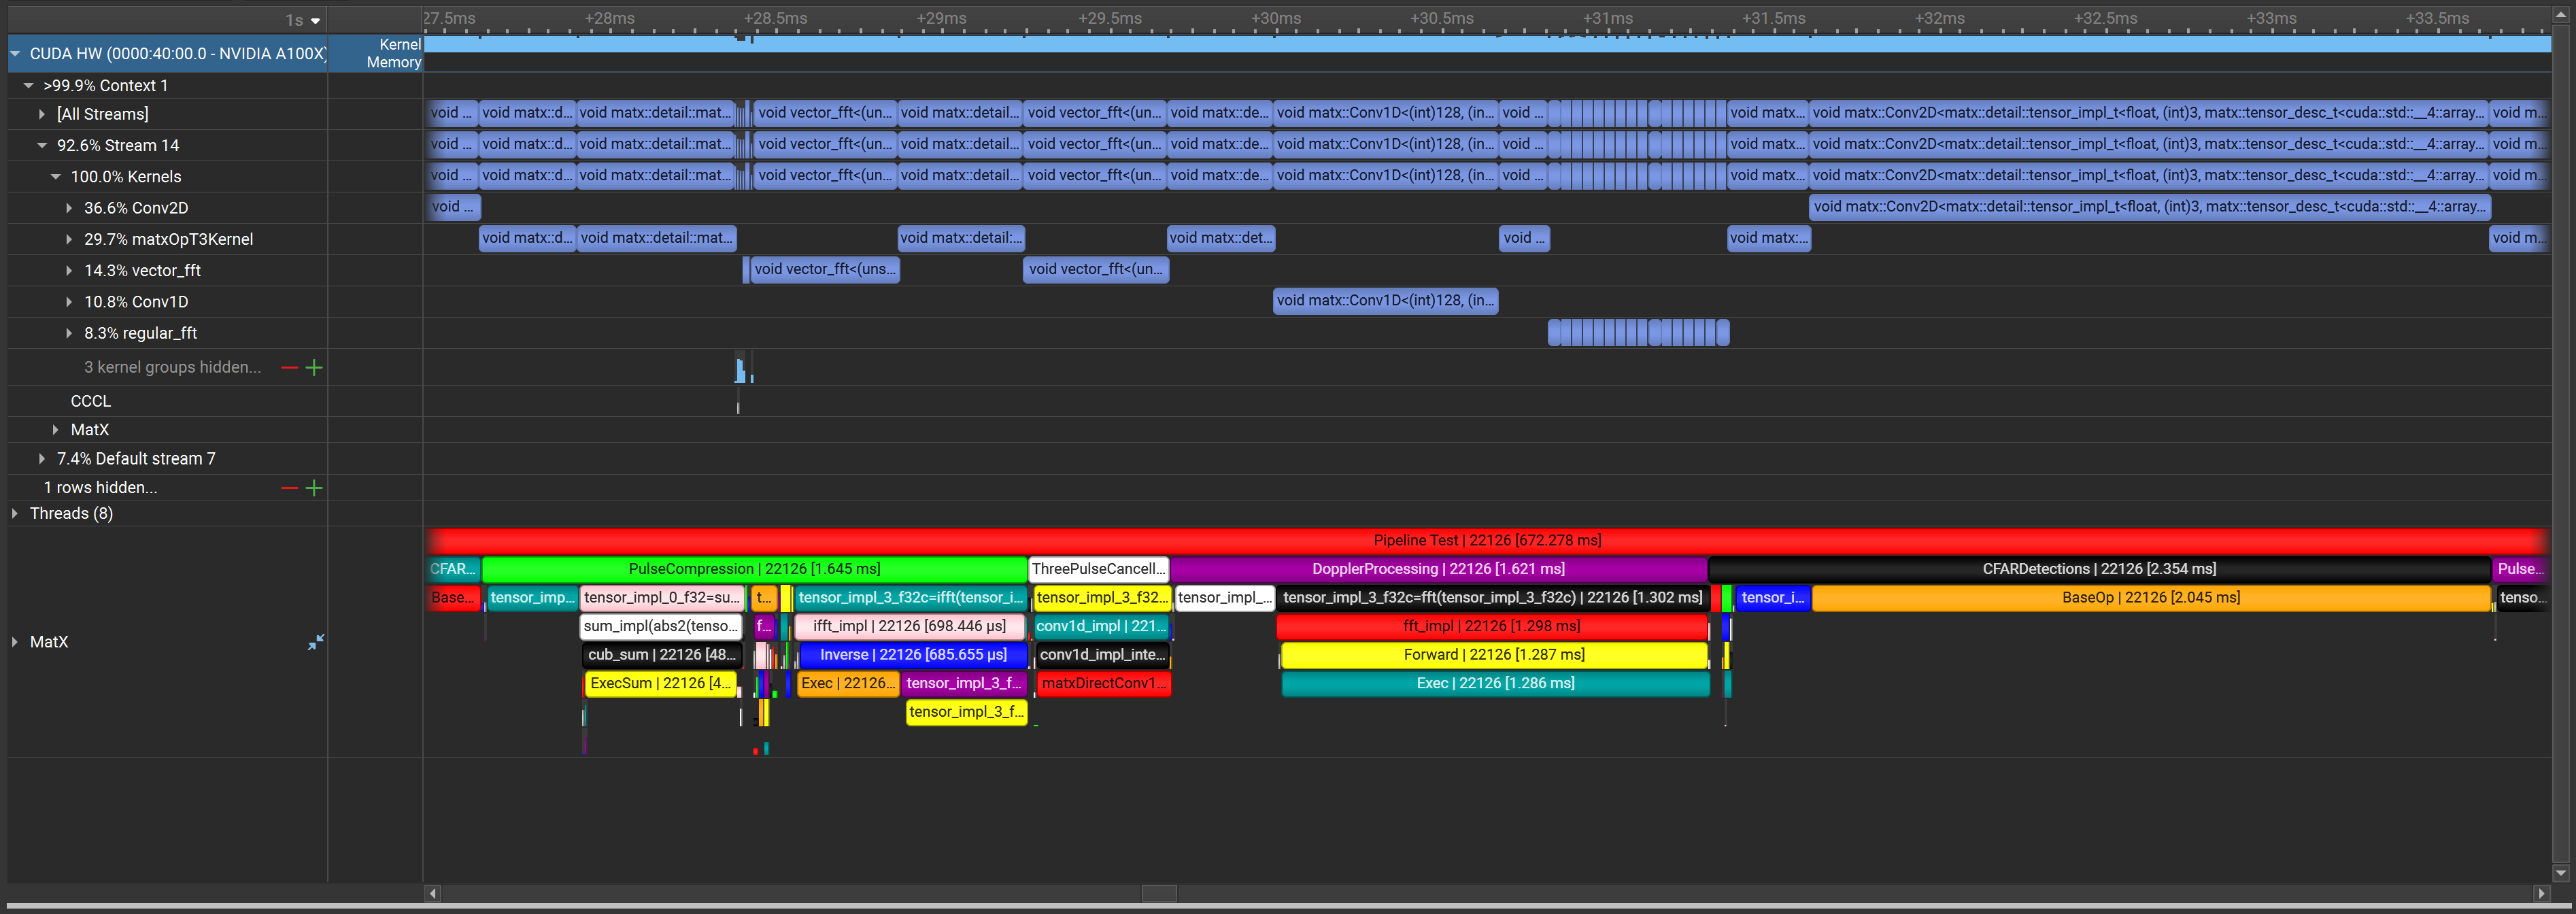 1s 27.5ms +28ms +28.5ms +29ms +29.5ms +30ms +30.5ms +31ms +31.5ms +32ms +32.5ms +33ms +33.5ms
CUDA HW (0000:40:00.0 - NVIDIA A100X) Kernel
Memory
>99.9% Context 1
[All Streams] void ... void matx::d... void matx::detail::mat... void vector_fft<(un... void matx::detail... void vector_fft<(un... void matx::de... void matx::Conv1D<(int)128, (in... void ... void matx... void matx::Conv2D<matx::detail::tensor_impl_t<float, (int)3, matx::tensor_desc_t<cuda::std::__4::array... void m...
92.6% Stream 14 void ... void matx::d... void matx::detail::mat... void vector_fft<(un... void matx::detail... void vector_fft<(un... void matx::de... void matx::Conv1D<(int)128, (in... void ... void matx... void matx::Conv2D<matx::detail::tensor_impl_t<float, (int)3, matx::tensor_desc_t<cuda::std::__4::array... void m...
100.0% Kernels void ... void matx::d... void matx::detail::mat... void vector_fft<(un... void matx::detail... void vector_fft<(un... void matx::de... void matx::Conv1D<(int)128, (in... void ... void matx... void matx::Conv2D<matx::detail::tensor_impl_t<float, (int)3, matx::tensor_desc_t<cuda::std::__4::array... void m...
36.6% Conv2D void ... void matx::Conv2D<matx::detail::tensor_impl_t<float, (int)3, matx::tensor_desc_t<cuda::std::__4::array...
29.7% matxOpT3Kernel void matx::d... void matx::detail::mat... void matx::detail:... void matx::det... void ... void matx:... void m...
14.3% vector_fft void vector_fft<(uns... void vector_fft<(un...
10.8% Conv1D void matx::Conv1D<(int)128, (in...
8.3% regular_fft
3 kernel groups hidden...
CCCL
MatX
7.4% Default stream 7
1 rows hidden...
Threads (8)
Pipeline Test | 22126 [672.278 ms]
CFAR... PulseCompression | 22126 [1.645 ms] ThreePulseCancell... DopplerProcessing | 22126 [1.621 ms] CFARDetections | 22126 [2.354 ms] Pulse...
Base... tensor_imp... tensor_impl_0_f32=su... t... tensor_impl_3_f32c=ifft(tensor_i... tensor_impl_3_f32... tensor_impl_... tensor_impl_3_f32c=fft(tensor_impl_3_f32c) | 22126 [1.302 ms] tensor_i... BaseOp | 22126 [2.045 ms] tenso...
sum_impl(abs2(tenso... f... ifft_impl | 22126 [698.446 μs] conv1d_impl | 221... fft_impl | 22126 [1.298 ms]
MatX
cub_sum | 22126 [48... Inverse | 22126 [685.655 μs] conv1d_impl_inte... Forward | 22126 [1.287 ms]
ExecSum | 22126 [4... Exec | 22126... tensor_impl_3_f... matxDirectConv1... Exec | 22126 [1.286 ms]
tensor_impl_3_f...